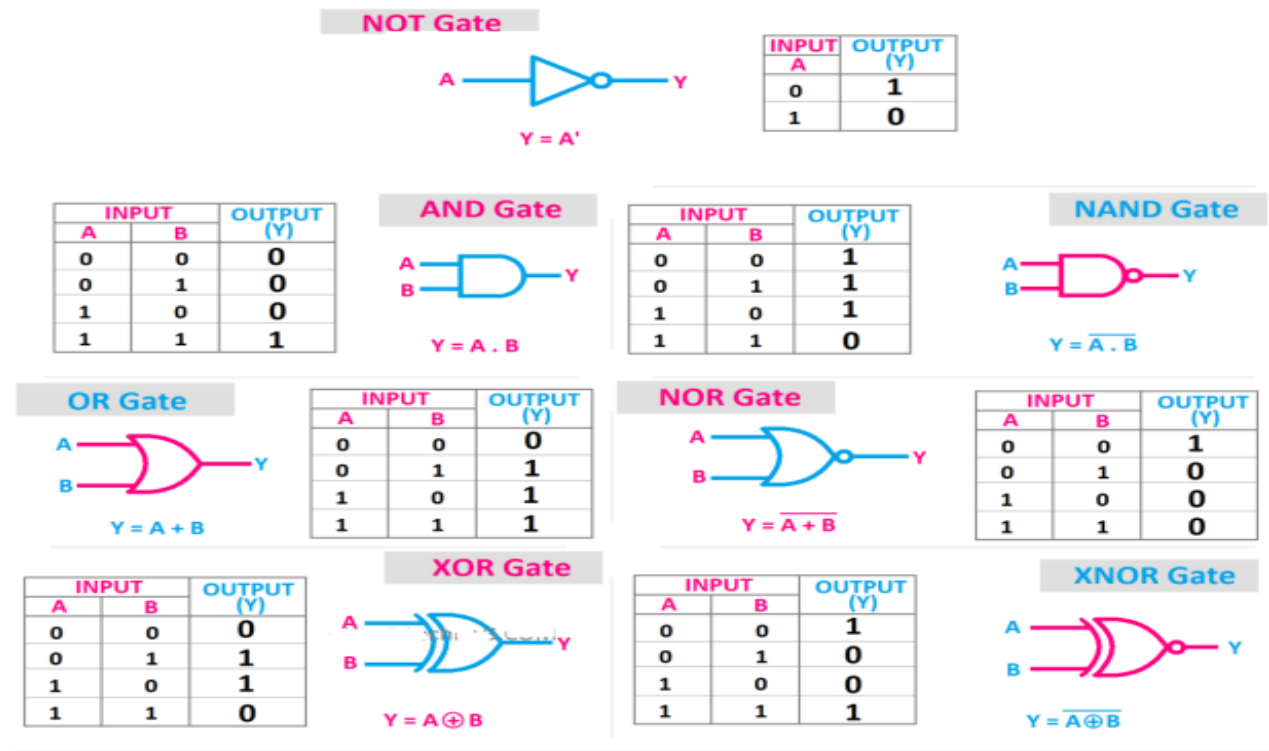 NOT Gate
A Y
Y = A'
INPUT OUTPUT
A (Y)
0 1
1 0
INPUT OUTPUT
A B (Y)
0 0 0
0 1 0
1 0 0
1 1 1
AND Gate
A
B
Y
Y = A . B
INPUT OUTPUT
A B (Y)
0 0 1
0 1 1
1 0 1
1 1 0
NAND Gate
A
B
Y
Y = \overline{A . B}
OR Gate
A
B
Y
Y = A + B
INPUT OUTPUT
A B (Y)
0 0 0
0 1 1
1 0 1
1 1 1
NOR Gate
A
B
Y
Y = \overline{A + B}
INPUT OUTPUT
A B (Y)
0 0 1
0 1 0
1 0 0
1 1 0
INPUT OUTPUT
A B (Y)
0 0 0
0 1 1
1 0 1
1 1 0
XOR Gate
A
B
Y
Y = A⊕B
INPUT OUTPUT
A B (Y)
0 0 1
0 1 0
1 0 0
1 1 1
XNOR Gate
A
B
Y
Y = \overline{A⊕B}